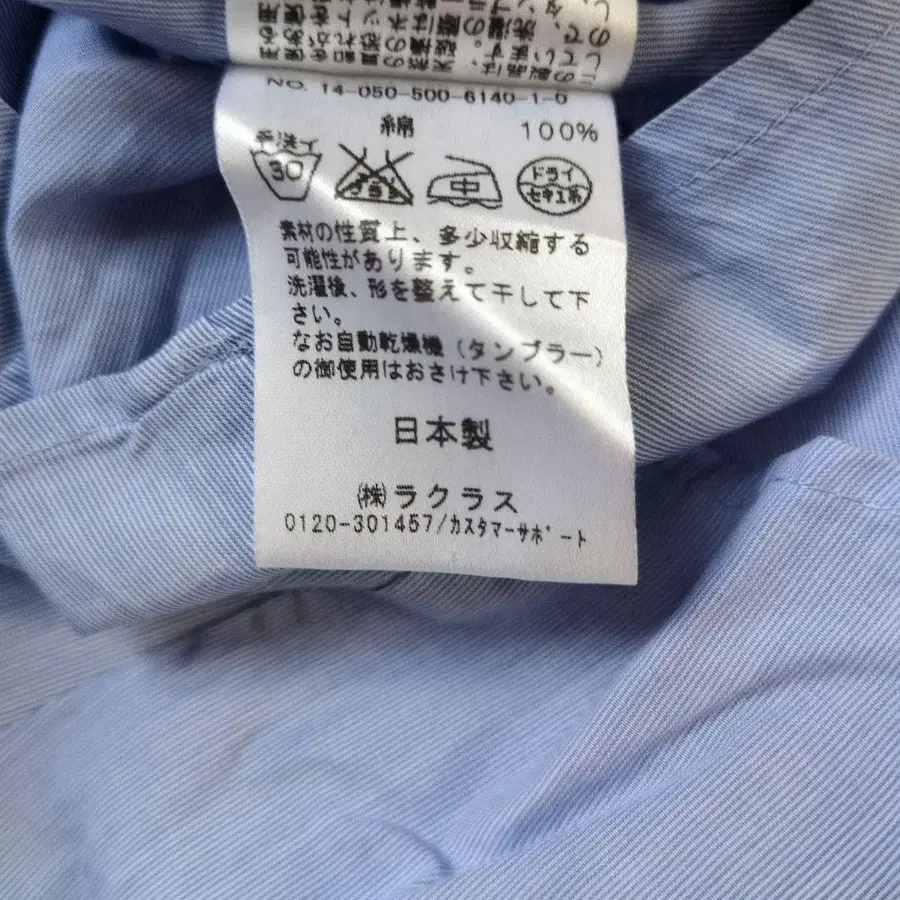 NO. 14-050-500-6140-1-0
綿 100%
手洗イ
30
中
ドライ
セキユ系
素材の性質上、多少収縮する
可能性があります。
洗濯後、形を整えて干して下
さい。
なお自動乾燥機（タンブラー）
の御使用はおさけ下さい。
日本製
㈱ラクラス
0120-301457/カスタマーサポート